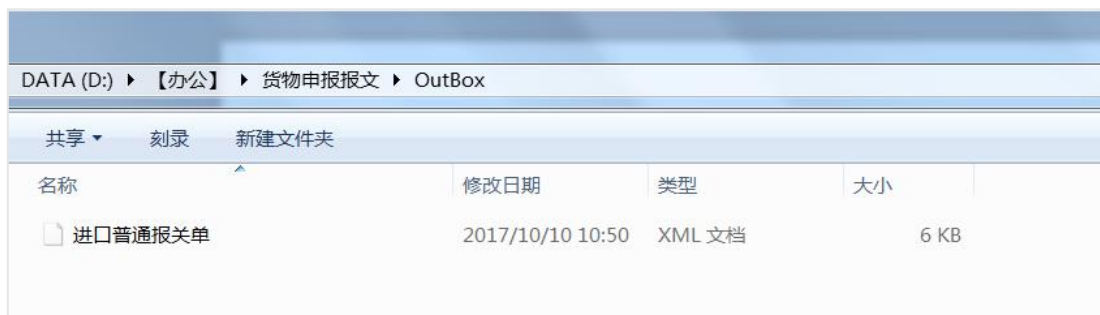 DATA (D:) ▶ 【办公】 ▶ 货物申报报文 ▶ OutBox
共享 ▼ 刻录 新建文件夹
名称 修改日期 类型 大小
进口普通报关单 2017/10/10 10:50 XML 文档 6 KB